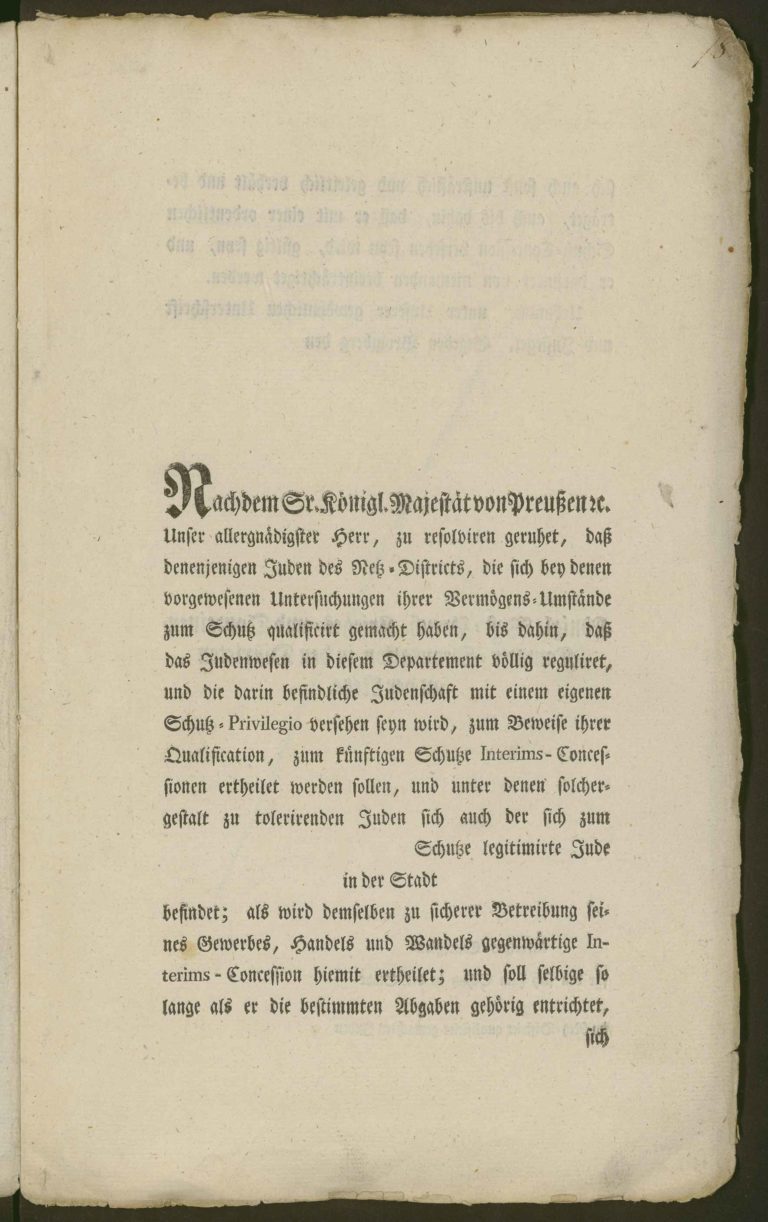 Nachdem Sr. Königl. Majestät von Preußen ꝛc.
Unser allergnädigster Herr, zu resolviren geruhet, daß
denenjenigen Juden des Netz-Districts, die sich bey denen
vorgewesenen Untersuchungen ihrer Vermögens-Umstände
zum Schutz qualificirt gemacht haben, bis dahin, daß
das Judenwesen in diesem Departement völlig reguliret,
und die darin befindliche Judenschaft mit einem eigenen
Schutz-Privilegio versehen seyn wird, zum Beweise ihrer
Qualification, zum künftigen Schutze Interims-Conces-
sionen ertheilet werden sollen, und unter denen solcher-
gestalt zu tolerirenden Juden sich auch der sich zum
Schutze legitimirte Jude
in der Stadt
befindet; als wird demselben zu sicherer Betreibung sei-
nes Gewerbes, Handels und Wandels gegenwärtige In-
terims-Concession hiemit ertheilet; und soll selbige so
lange als er die bestimmten Abgaben gehörig entrichtet,
sich